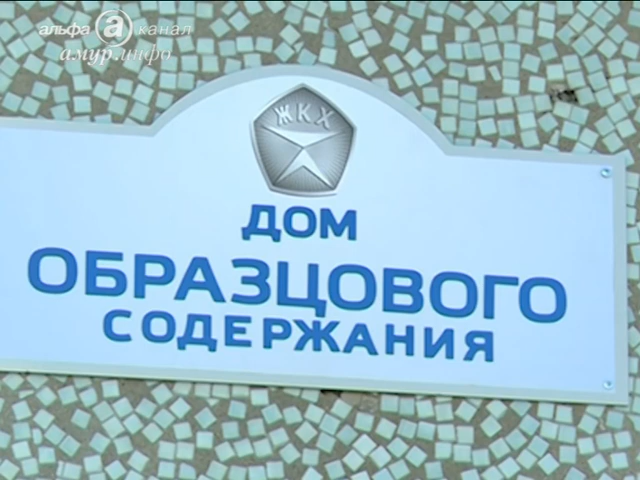 альфа а канал
амур.инфо
ЖКХ
ДОМ
ОБРАЗЦОВОГО
СОДЕРЖАНИЯ